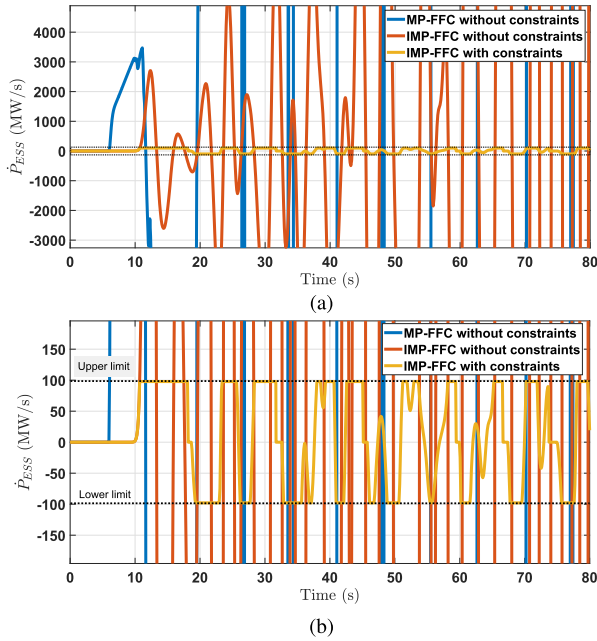 MP-FFC without constraints
IMP-FFC without constraints
IMP-FFC with constraints
Ṗ_ESS (MW/s)
4000
3000
2000
1000
0
-1000
-2000
-3000
0 10 20 30 40 50 60 70 80
Time (s)
(a)
MP-FFC without constraints
IMP-FFC without constraints
IMP-FFC with constraints
Upper limit
Lower limit
Ṗ_ESS (MW/s)
150
100
50
0
-50
-100
-150
0 10 20 30 40 50 60 70 80
Time (s)
(b)